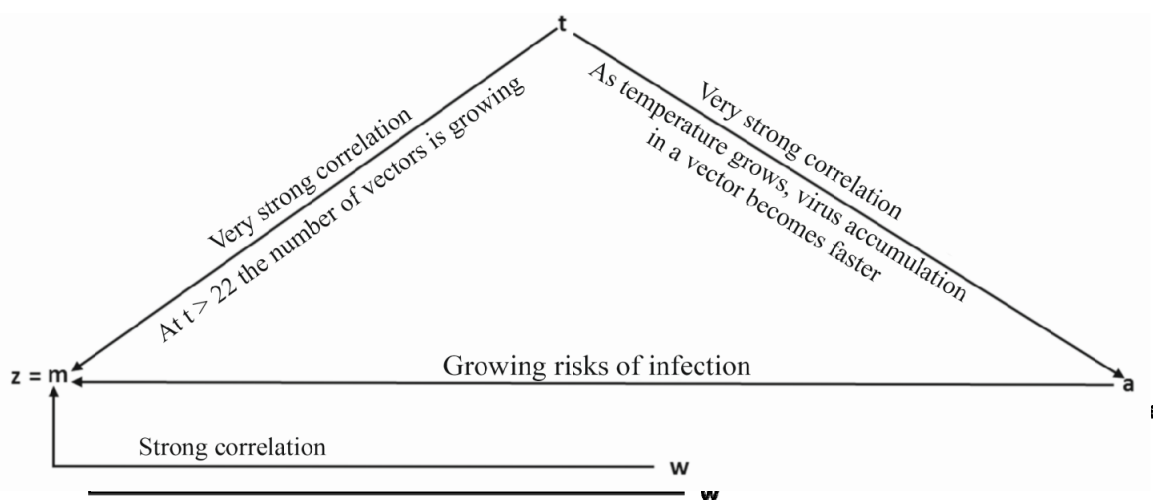 t
Very strong correlation
At t > 22 the number of vectors is growing
Very strong correlation
As temperature grows, virus accumulation
in a vector becomes faster
z = m
Growing risks of infection
a
Strong correlation
w
w